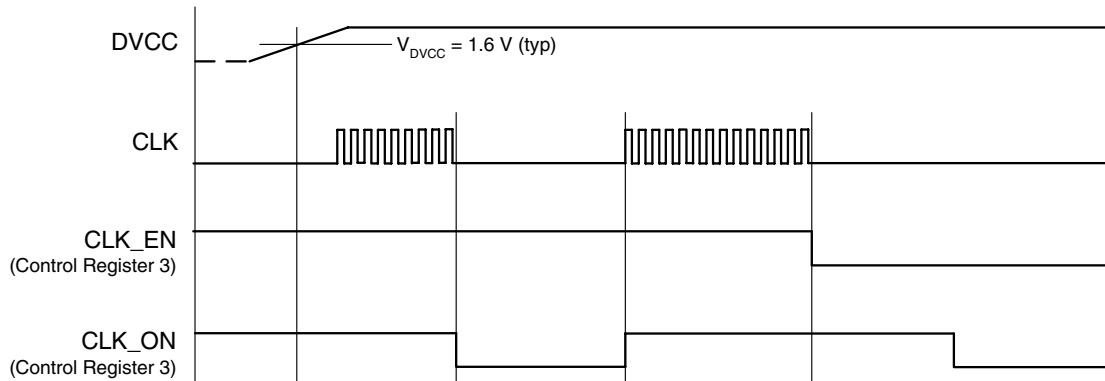 DVCC
V_DVCC = 1.6 V (typ)
CLK
CLK_EN
(Control Register 3)
CLK_ON
(Control Register 3)